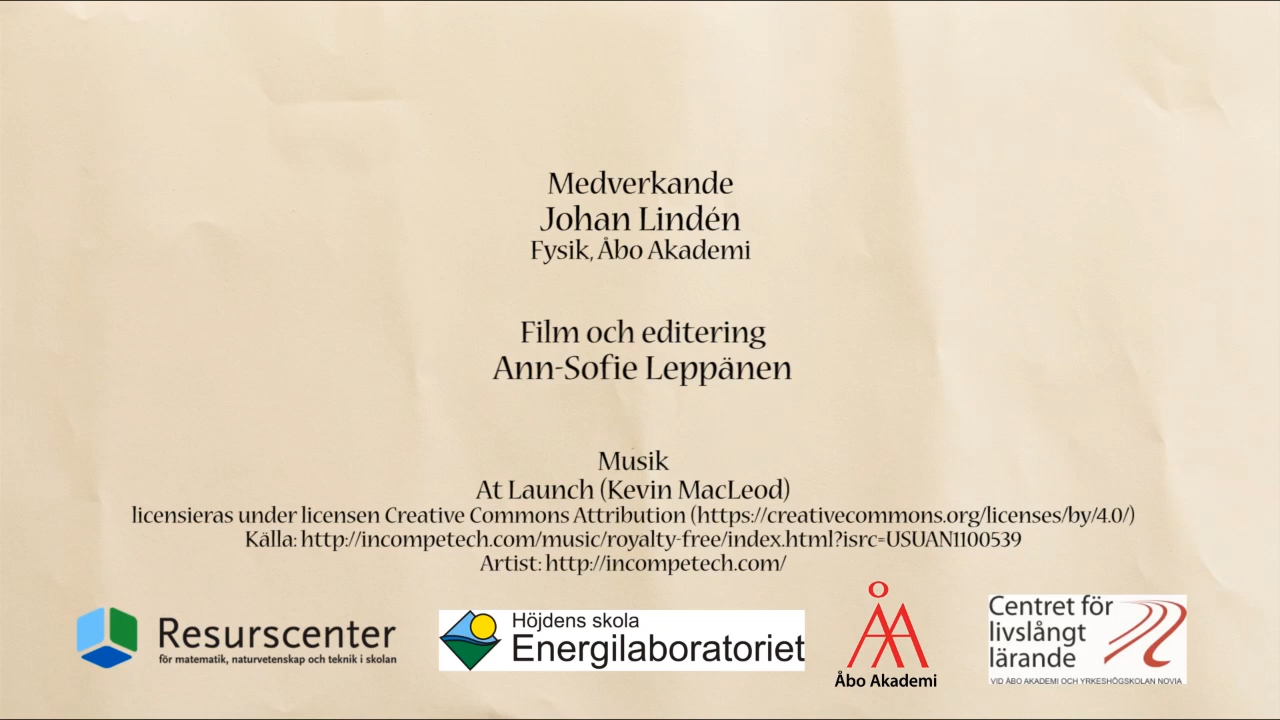 Medverkande
Johan Lindén
Fysik, Åbo Akademi
Film och editering
Ann-Sofie Leppänen
Musik
At Launch (Kevin MacLeod)
licensieras under licensen Creative Commons Attribution (https://creativecommons.org/licenses/by/4.0/)
Källa: http://incompetech.com/music/royalty-free/index.html?isrc=USUAN1100539
Artist: http://incompetech.com/
Resurscenter
för matematik, naturvetenskap och teknik i skolan
Höjdens skola
Energilaboratoriet
Åbo Akademi
Centret för
livslångt
lärande
VID ÅBO AKADEMI OCH YRKESHÖGSKOLAN NOVIA